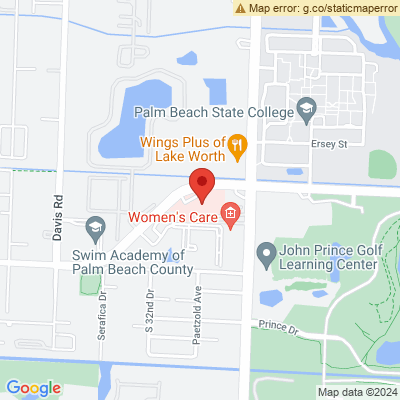 Map error: g.co/staticmaperror
Palm Beach State College
Ersey St
Wings Plus of
Lake Worth
Davis Rd
Women's Care
Swim Academy of
Palm Beach County
John Prince Golf
Learning Center
Serafica Dr
S 32nd Dr
Paetzold Ave
Prince Dr
Google
Map data ©2024